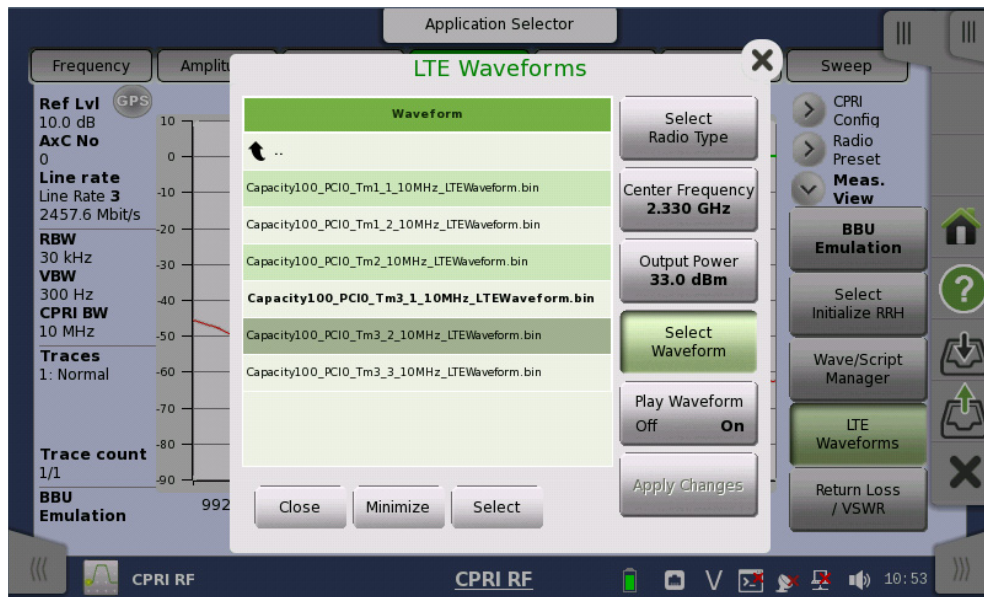 Application Selector
Frequency
Amplitu
Sweep
LTE Waveforms
Ref Lvl
GPS
10.0 dB
AxC No
0
Line rate
Line Rate 3
2457.6 Mbit/s
RBW
30 kHz
VBW
300 Hz
CPRI BW
10 MHz
Traces
1: Normal
Trace count
1/1
BBU
Emulation
10
0
-10
-20
-30
-40
-50
-60
-70
-80
-90
992
Waveform
..
Capacity100_PCI0_Tm1_1_10MHz_LTEWaveform.bin
Capacity100_PCI0_Tm1_2_10MHz_LTEWaveform.bin
Capacity100_PCI0_Tm2_10MHz_LTEWaveform.bin
Capacity100_PCI0_Tm3_1_10MHz_LTEWaveform.bin
Capacity100_PCI0_Tm3_2_10MHz_LTEWaveform.bin
Capacity100_PCI0_Tm3_3_10MHz_LTEWaveform.bin
Close
Minimize
Select
Select
Radio Type
Center Frequency
2.330 GHz
Output Power
33.0 dBm
Select
Waveform
Play Waveform
Off On
Apply Changes
CPRI
Config
Radio
Preset
Meas.
View
BBU
Emulation
Select
Initialize RRH
Wave/Script
Manager
LTE
Waveforms
Return Loss
/ VSWR
CPRI RF
CPRI RF
V
10:53